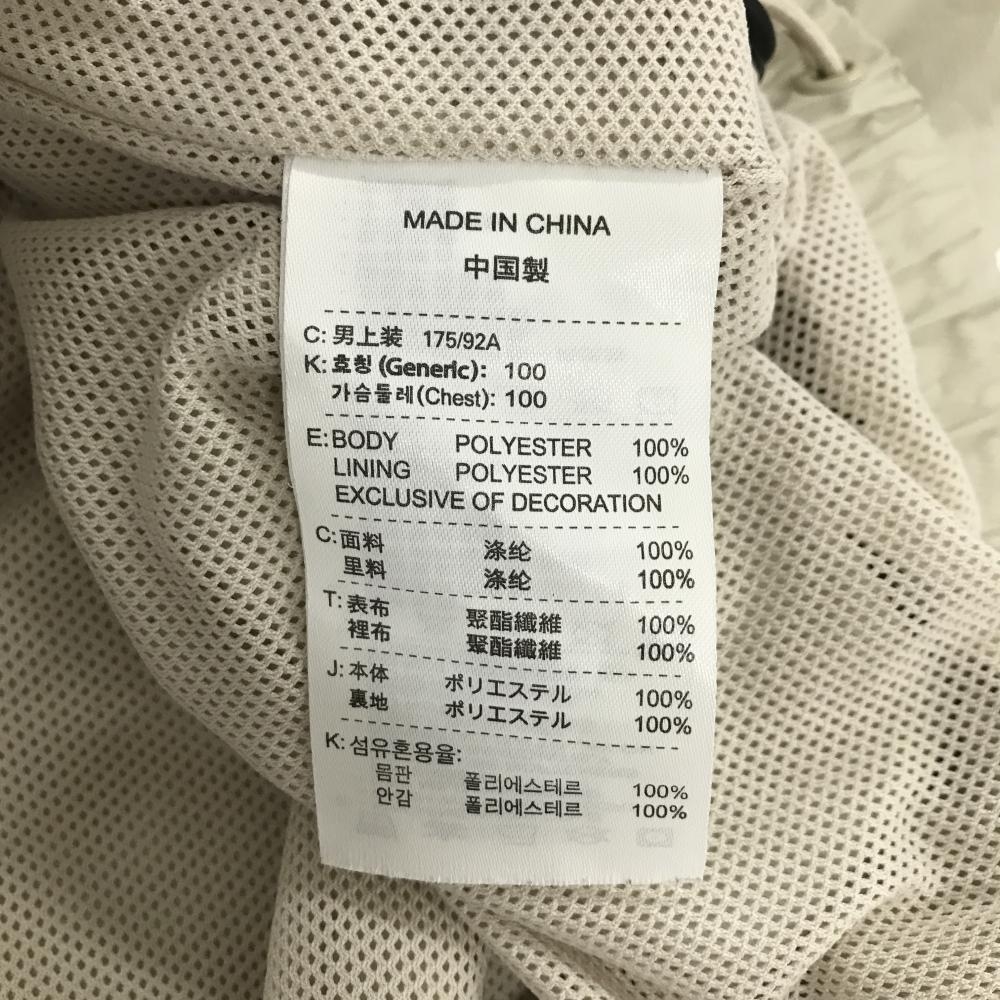 MADE IN CHINA
中国製
C: 男上装 175/92A
K: 호칭 (Generic): 100
가슴둘레(Chest): 100
E: BODY POLYESTER 100%
LINING POLYESTER 100%
EXCLUSIVE OF DECORATION
C: 面料 涤纶 100%
里料 涤纶 100%
T: 表布 聚酯纖維 100%
裡布 聚酯纖維 100%
J: 本体 ポリエステル 100%
裏地 ポリエステル 100%
K: 섬유혼용율:
몸판 폴리에스테르 100%
안감 폴리에스테르 100%